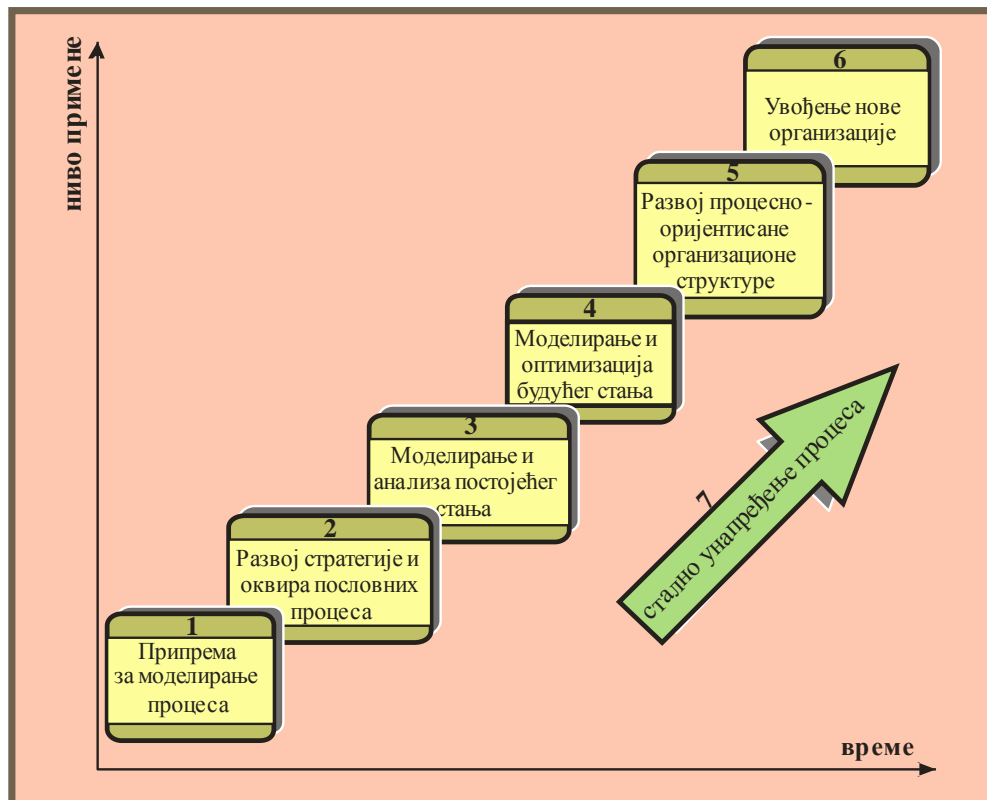 ниво примене
6
Увођење нове
организације
5
Развој процесно-
оријентисане
организационе
структуре
4
Моделирање и
оптимизација
будућег стања
3
Моделирање и
анализа постојећег
стања
2
Развој стратегије и
оквира пословних
процеса
1
Припрема
за моделирање
процеса
7
стално унапређење процеса
време